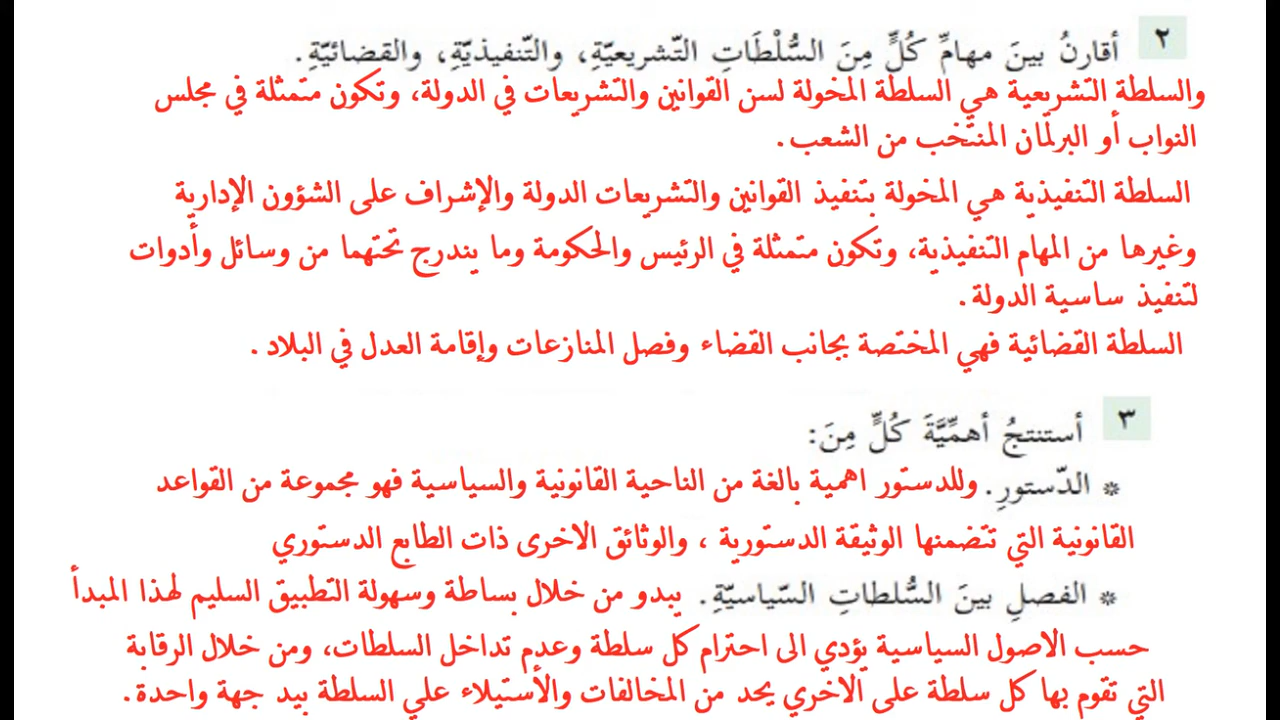 ٢ أقارنُ بينَ مهامِّ كُلٍّ مِنَ السُّلْطَاتِ التّشريعيّةِ، والتّنفيذيّةِ، والقضائيّةِ.
والسلطة التشريعية هي السلطة المخولة لسن القوانين والتشريعات في الدولة، وتكون متمثلة في مجلس
النواب أو البرلمان المنتخب من الشعب.
السلطة التنفيذية هي المخولة بتنفيذ القوانين والتشريعات الدولة والإشراف على الشؤون الإدارية
وغيرها من المهام التنفيذية، وتكون متمثلة في الرئيس والحكومة وما يندرج تحتهما من وسائل وأدوات
لتنفيذ ساسية الدولة.
السلطة القضائية فهي المختصة بجانب القضاء وفصل المنازعات وإقامة العدل في البلاد.
٣ أستنتجُ أهمِّيَّةَ كُلٍّ مِنَ:
* الدّستورِ. وللدستور اهمية بالغة من الناحية القانونية والسياسية فهو مجموعة من القواعد
القانونية التي تتضمنها الوثيقة الدستورية ، والوثائق الاخرى ذات الطابع الدستوري
* الفصلِ بينَ السُّلطاتِ السّياسيّةِ. يبدو من خلال بساطة وسهولة التطبيق السليم لهذا المبدأ
حسب الاصول السياسية يؤدي الى احترام كل سلطة وعدم تداخل السلطات، ومن خلال الرقابة
التي تقوم بها كل سلطة على الآخري يحد من المخالفات والأستيلاء علي السلطة بيد جهة واحدة.